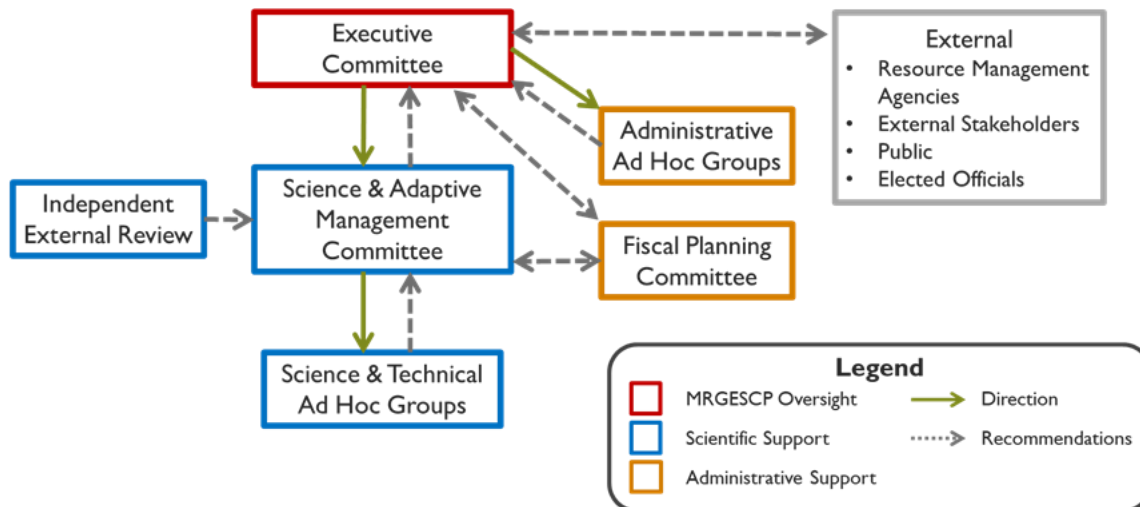 Executive
Committee
External
• Resource Management
Agencies
• External Stakeholders
• Public
• Elected Officials
Administrative
Ad Hoc Groups
Independent
External Review
Science & Adaptive
Management
Committee
Fiscal Planning
Committee
Science & Technical
Ad Hoc Groups
Legend
MRGESCP Oversight
Direction
Scientific Support
Recommendations
Administrative Support